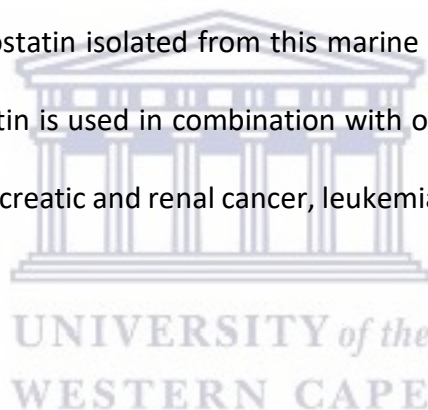 ostatin isolated from this marine
tin is used in combination with o
creatic and renal cancer, leukemia
UNIVERSITY of the
WESTERN CAPE